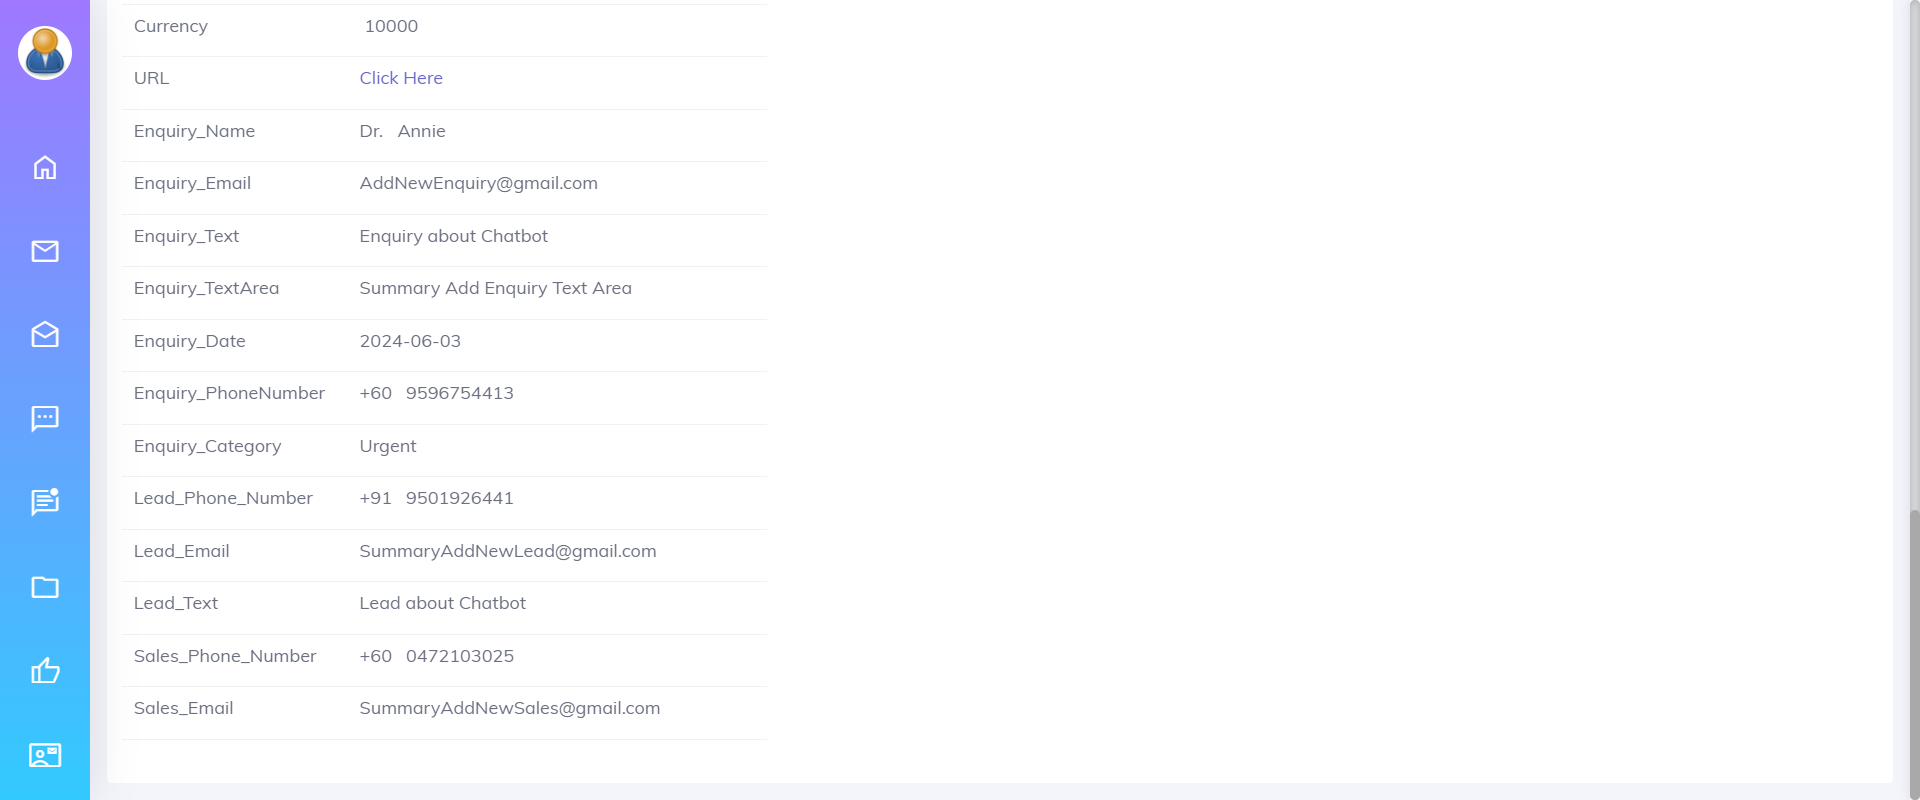 Currency 10000
URL Click Here
Enquiry_Name Dr. Annie
Enquiry_Email AddNewEnquiry@gmail.com
Enquiry_Text Enquiry about Chatbot
Enquiry_TextArea Summary Add Enquiry Text Area
Enquiry_Date 2024-06-03
Enquiry_PhoneNumber +60 9596754413
Enquiry_Category Urgent
Lead_Phone_Number +91 9501926441
Lead_Email SummaryAddNewLead@gmail.com
Lead_Text Lead about Chatbot
Sales_Phone_Number +60 0472103025
Sales_Email SummaryAddNewSales@gmail.com